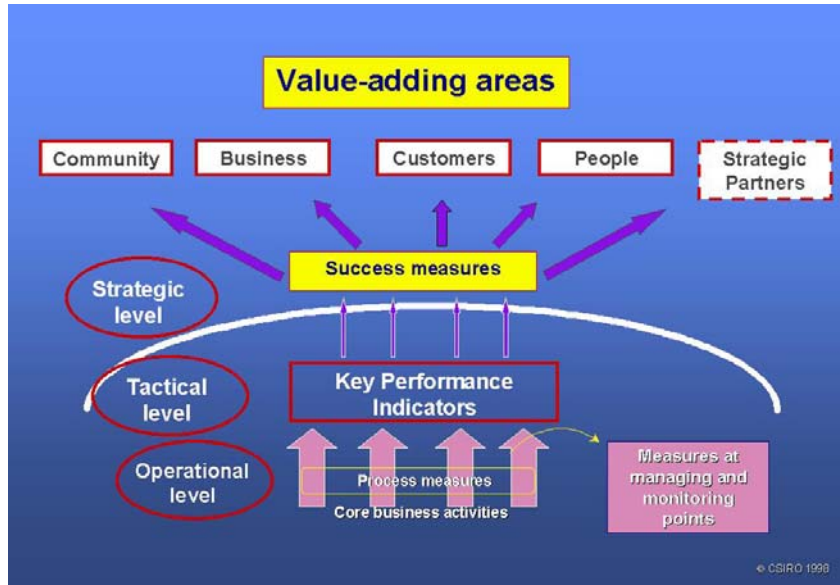 Value-adding areas
Community
Business
Customers
People
Strategic
Partners
Success measures
Strategic
level
Tactical
level
Key Performance
Indicators
Operational
level
Process measures
Core business activities
Measures at
managing and
monitoring
points
© CSIRO 1998